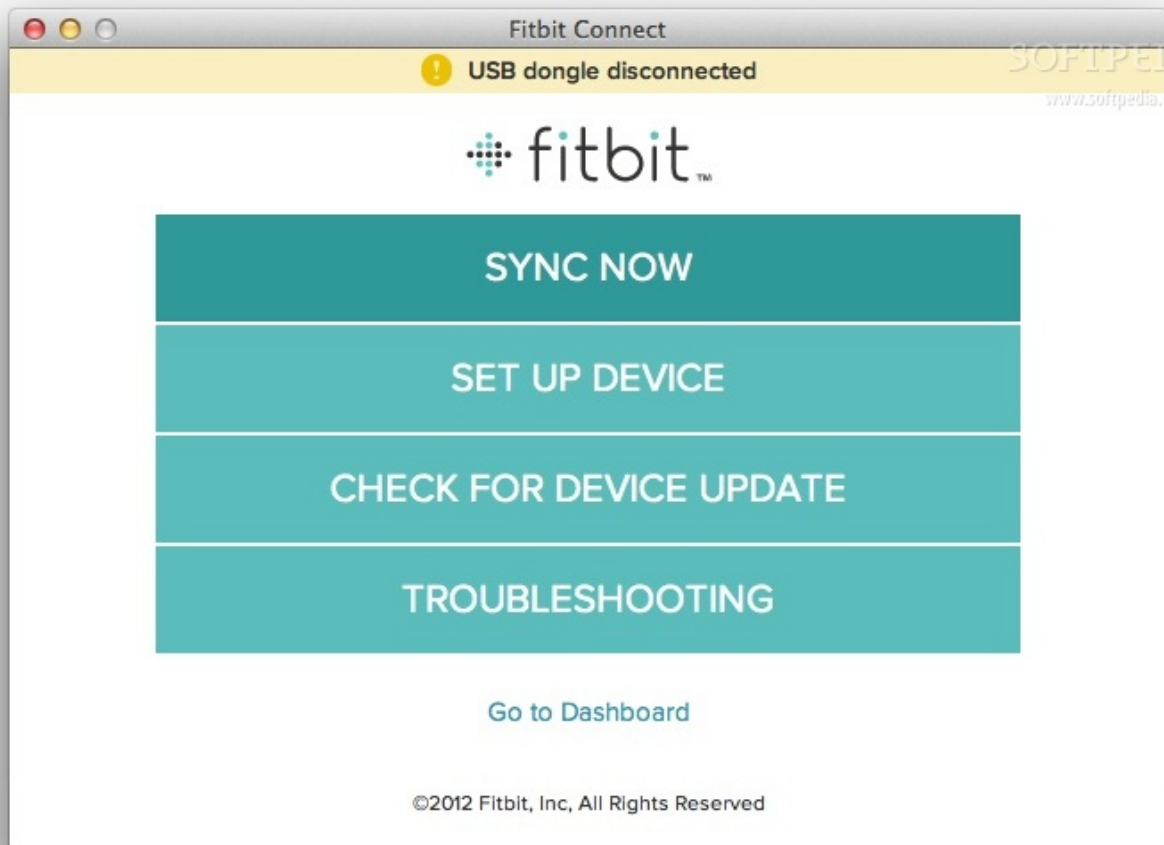 Fitbit Connect
! USB dongle disconnected
fitbit™
SYNC NOW
SET UP DEVICE
CHECK FOR DEVICE UPDATE
TROUBLESHOOTING
Go to Dashboard
©2012 Fitbit, Inc, All Rights Reserved